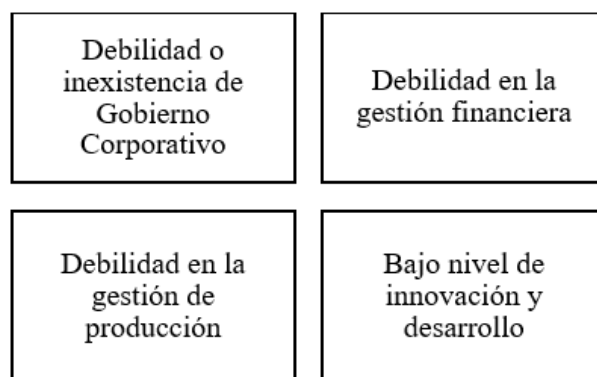 Debilidad o
inexistencia de
Gobierno
Corporativo
Debilidad en la
gestión financiera
Debilidad en la
gestión de
producción
Bajo nivel de
innovación y
desarrollo